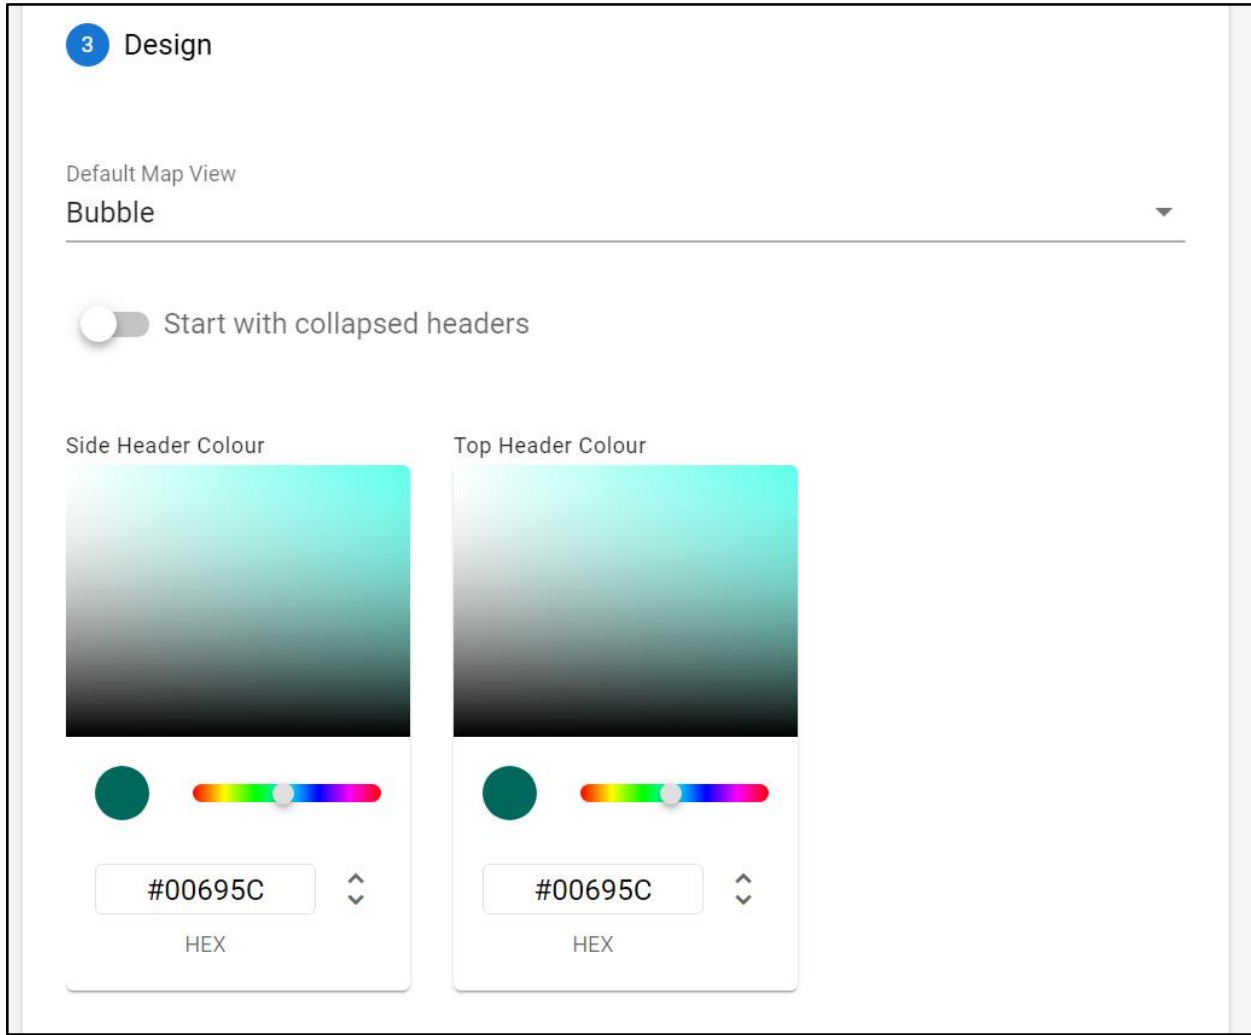 3 Design
Default Map View
Bubble
Start with collapsed headers
Side Header Colour Top Header Colour
#00695C #00695C
HEX HEX